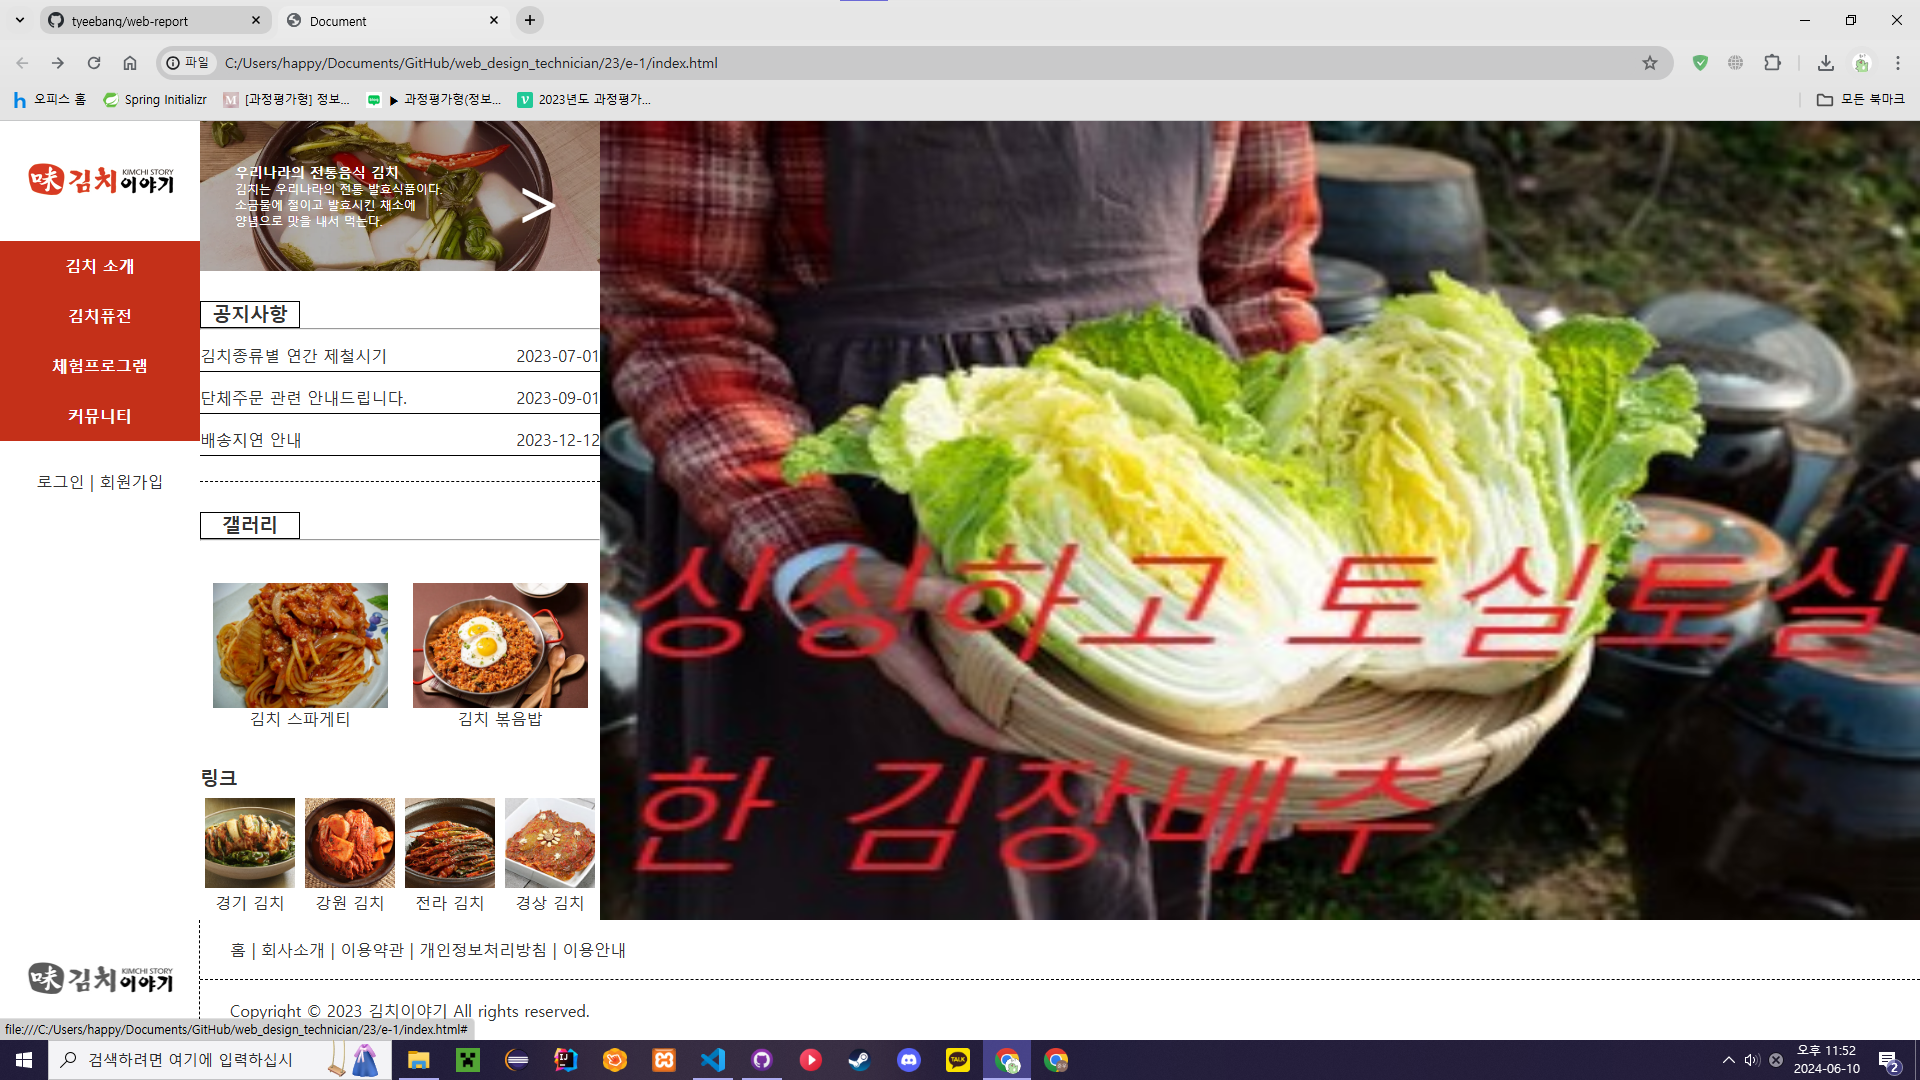 tyeebang/web-report
Document
파일
C:/Users/happy/Documents/GitHub/web_design_technician/23/e-1/index.html
오피스 홈
Spring Initializr
[과정평가형] 정보...
▶ 과정평가형(정보...
2023년도 과정평가...
모든 북마크
味 김치이야기 KIMCHI STORY
김치 소개
김치퓨전
체험프로그램
커뮤니티
로그인 | 회원가입
우리나라의 전통음식 김치
김치는 우리나라의 전통 발효식품이다.
소금물에 절이고 발효시킨 채소에
양념으로 맛을 내서 먹는다.
>
공지사항
김치종류별 연간 제철시기 2023-07-01
단체주문 관련 안내드립니다. 2023-09-01
배송지연 안내 2023-12-12
갤러리
김치 스파게티
김치 볶음밥
링크
경기 김치
강원 김치
전라 김치
경상 김치
싱싱하고 토실토실
한 김장배추
味 김치이야기 KIMCHI STORY
홈 | 회사소개 | 이용약관 | 개인정보처리방침 | 이용안내
Copyright © 2023 김치이야기 All rights reserved.
file:///C:/Users/happy/Documents/GitHub/web_design_technician/23/e-1/index.html#
검색하려면 여기에 입력하십시
TALK
오후 11:52
2024-06-10
2